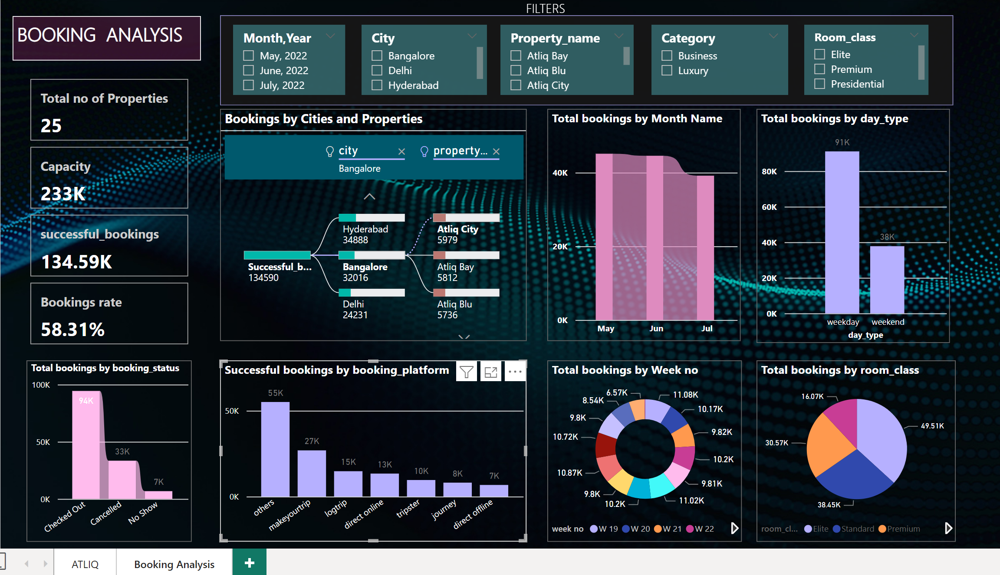 FILTERS
BOOKING ANALYSIS
Month,Year
May, 2022
June, 2022
July, 2022
City
Bangalore
Delhi
Hyderabad
Property_name
Atliq Bay
Atliq Blu
Atliq City
Category
Business
Luxury
Room_class
Elite
Premium
Presidential
Total no of Properties
25
Capacity
233K
successful_bookings
134.59K
Bookings rate
58.31%
Bookings by Cities and Properties
city
Bangalore
property...
Successful_b...
134590
Hyderabad
34888
Bangalore
32016
Delhi
24231
Atliq City
5979
Atliq Bay
5812
Atliq Blu
5736
Total bookings by Month Name
40K
20K
0K
May Jun Jul
Total bookings by day_type
91K
80K
60K
38K
40K
20K
0K
weekday weekend
day_type
Total bookings by booking_status
100K
94K
50K
33K
7K
0K
Checked Out
Cancelled
No Show
Successful bookings by booking_platform
55K
50K
27K
15K
13K
10K
8K
7K
0K
others
makeyourtrip
logtrip
direct online
tripster
journey
direct offline
Total bookings by Week no
11.08K
10.17K
9.82K
10.2K
9.81K
11.02K
10.2K
9.8K
10.87K
10.72K
9.8K
8.54K
6.57K
week no W 19 W 20 W 21 W 22
Total bookings by room_class
16.07K
49.51K
30.57K
38.45K
room_cl... Elite Standard Premium
ATLIQ
Booking Analysis
+